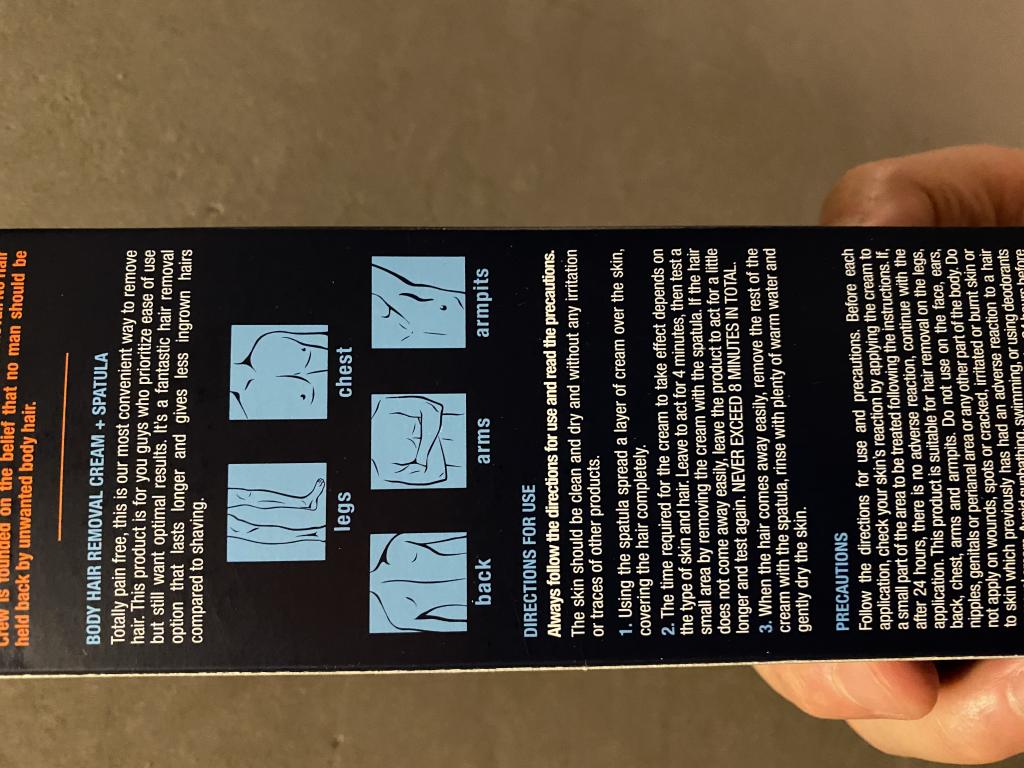 Crew is founded on the belief that no man should be
held back by unwanted body hair.
BODY HAIR REMOVAL CREAM + SPATULA
Totally pain free, this is our most convenient way to remove
hair. This product is for you guys who prioritize ease of use
but still want optimal results. It's a fantastic hair removal
option that lasts longer and gives less ingrown hairs
compared to shaving.
legs
chest
back
arms
armpits
DIRECTIONS FOR USE
Always follow the directions for use and read the precautions.
The skin should be clean and dry and without any irritation
or traces of other products.
1. Using the spatula spread a layer of cream over the skin,
covering the hair completely.
2. The time required for the cream to take effect depends on
the type of skin and hair. Leave to act for 4 minutes, then test a
small area by removing the cream with the spatula. If the hair
does not come away easily, leave the product to act for a little
longer and test again. NEVER EXCEED 8 MINUTES IN TOTAL.
3. When the hair comes away easily, remove the rest of the
cream with the spatula, rinse with plenty of warm water and
gently dry the skin.
PRECAUTIONS
Follow the directions for use and precautions. Before each
application, check your skin's reaction by applying the cream to
a small part of the area to be treated following the instructions. If,
after 24 hours, there is no adverse reaction, continue with the
application. This product is suitable for hair removal on the legs,
back, chest, arms and armpits. Do not use on the face, ears,
nipples, genitals or perianal area or any other part of the body. Do
not apply on wounds, spots or cracked, irritated or burnt skin or
to skin which previously has had an adverse reaction to a hair